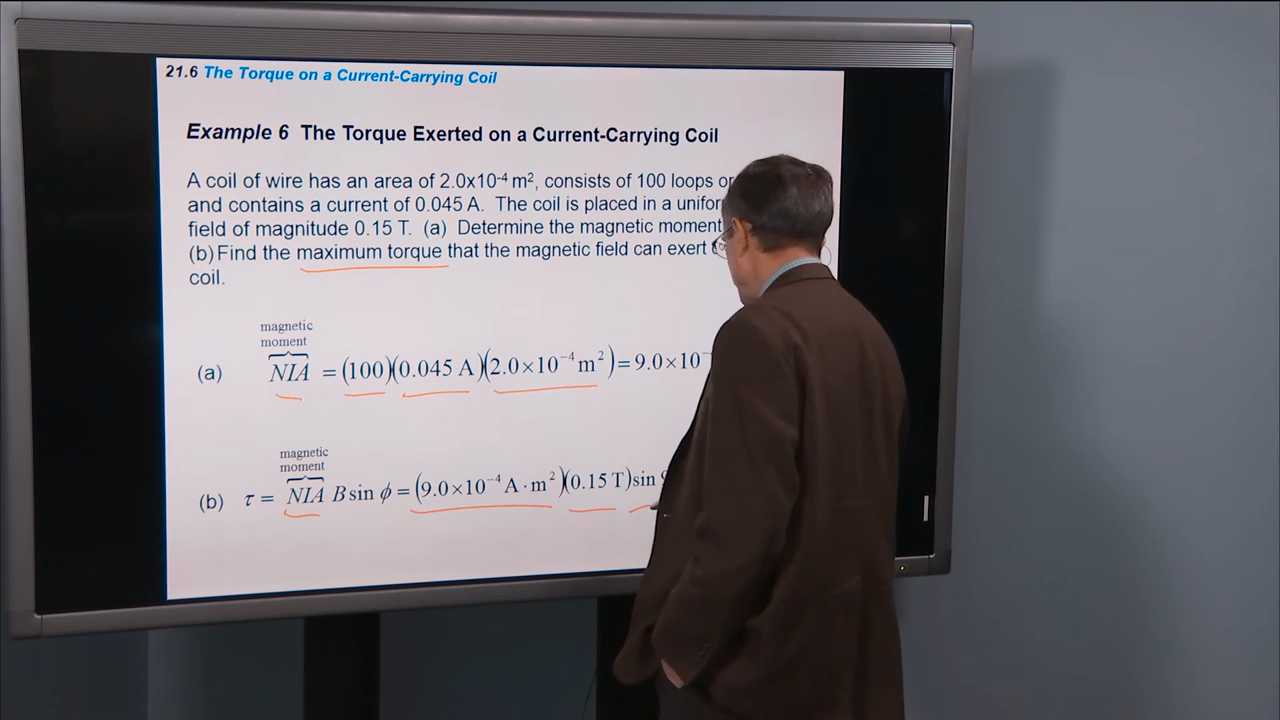 21.6 The Torque on a Current-Carrying Coil
Example 6 The Torque Exerted on a Current-Carrying Coil
A coil of wire has an area of 2.0x10⁻⁴ m², consists of 100 loops
and contains a current of 0.045 A. The coil is placed in a
field of magnitude 0.15 T. (a) Determine the magnetic moment
(b) Find the maximum torque that the magnetic field can exert
coil.
magnetic
moment
(a) NIA = (100)(0.045 A)(2.0×10⁻⁴ m²) = 9.0×10
magnetic
moment
(b) τ = NIA B sin ϕ = (9.0×10⁻⁴ A·m²)(0.15 T) sin